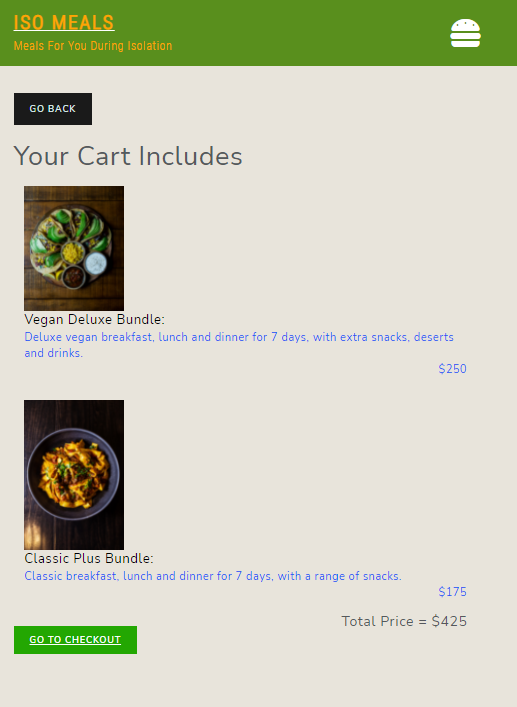 ISO MEALS
Meals For You During Isolation
GO BACK
Your Cart Includes
Vegan Deluxe Bundle:
Deluxe vegan breakfast, lunch and dinner for 7 days, with extra snacks, deserts
and drinks.
$250
Classic Plus Bundle:
Classic breakfast, lunch and dinner for 7 days, with a range of snacks.
$175
Total Price = $425
GO TO CHECKOUT